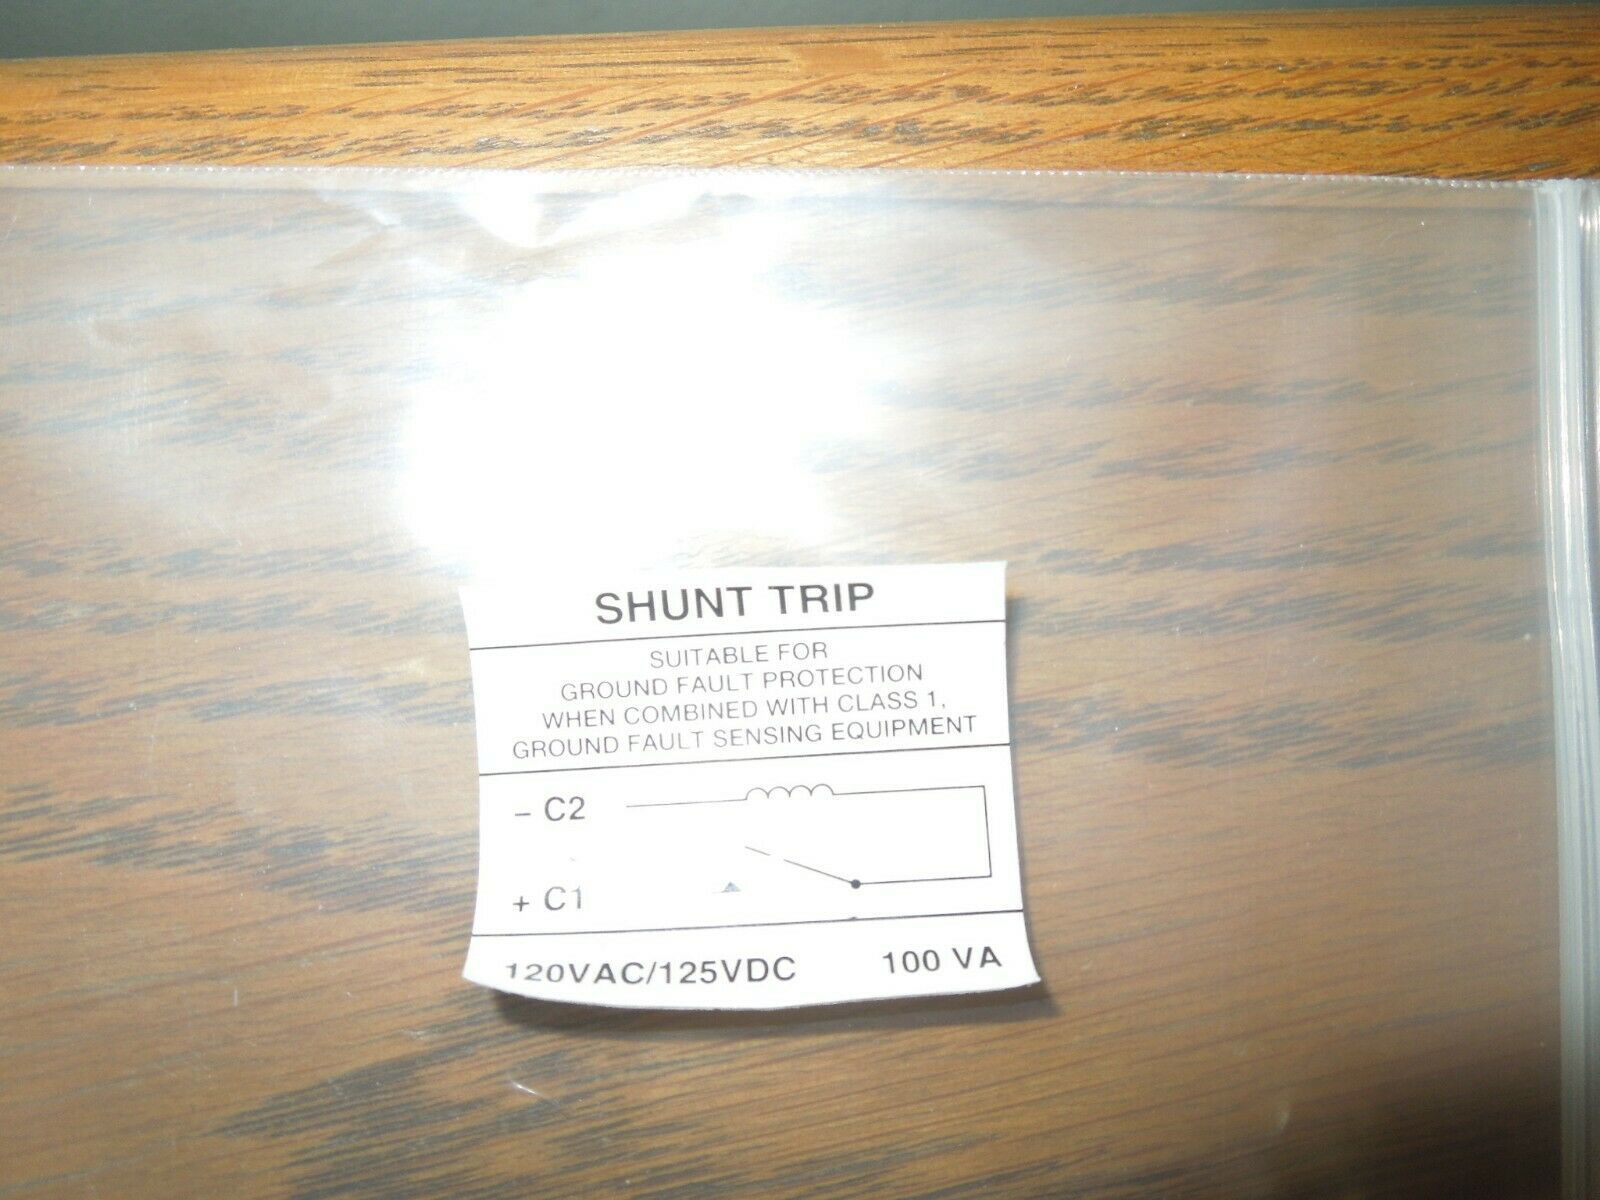 SHUNT TRIP
SUITABLE FOR
GROUND FAULT PROTECTION
WHEN COMBINED WITH CLASS 1,
GROUND FAULT SENSING EQUIPMENT
– C2
+ C1
120VAC/125VDC 100 VA